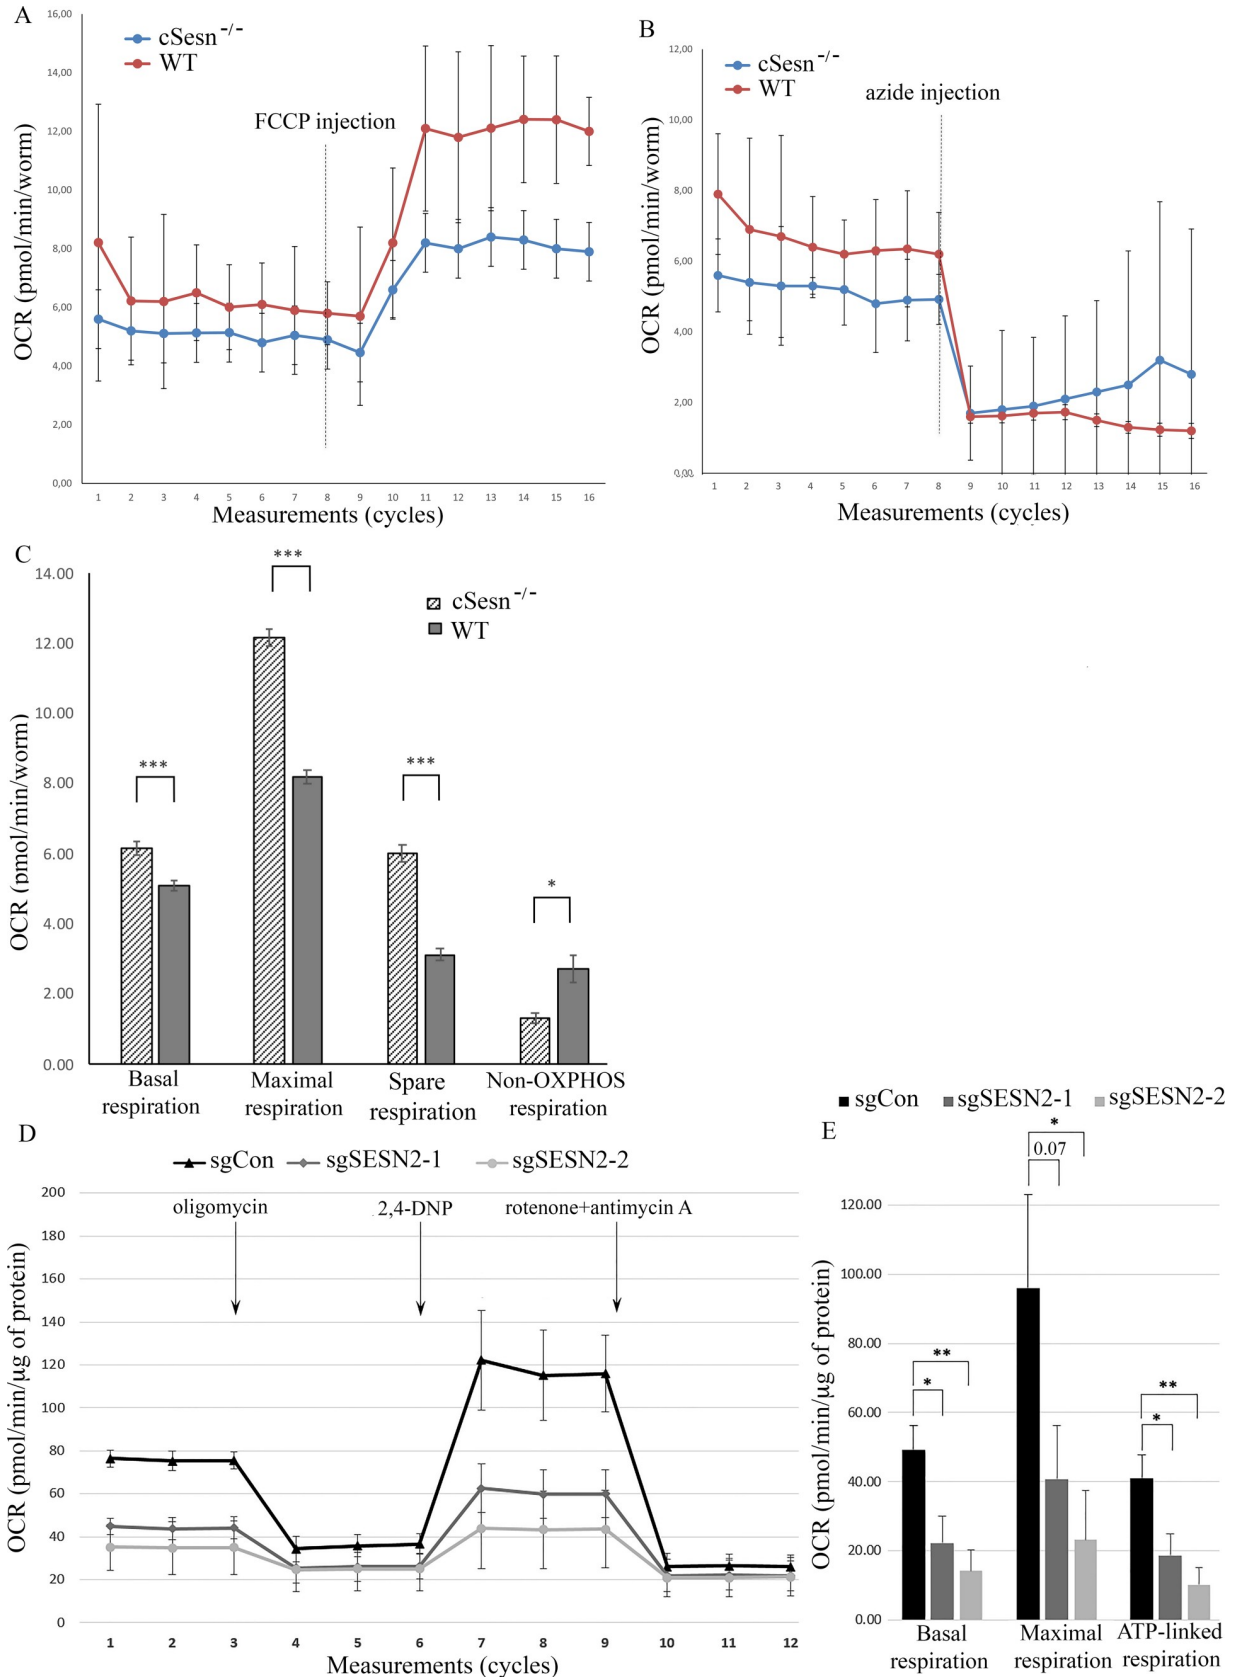 A
16,00
14,00
12,00
10,00
8,00
6,00
4,00
2,00
0,00
OCR (pmol/min/worm)
cSesn-/-
WT
FCCP injection
1 2 3 4 5 6 7 8 9 10 11 12 13 14 15 16
Measurements (cycles)
B
12,00
10,00
8,00
6,00
4,00
2,00
0,00
OCR (pmol/min/worm)
cSesn-/-
WT
azide injection
1 2 3 4 5 6 7 8 9 10 11 12 13 14 15 16
Measurements (cycles)
C
14.00
12.00
10.00
8.00
6.00
4.00
2.00
0.00
OCR (pmol/min/worm)
cSesn-/-
WT
***
***
***
*
Basal
respiration
Maximal
respiration
Spare
respiration
Non-OXPHOS
respiration
D
sgCon sgSESN2-1 sgSESN2-2
200
180
160
140
120
100
80
60
40
20
0
OCR (pmol/min/µg of protein)
oligomycin
2,4-DNP
rotenone+antimycin A
1 2 3 4 5 6 7 8 9 10 11 12
Measurements (cycles)
E
sgCon sgSESN2-1 sgSESN2-2
120.00
100.00
80.00
60.00
40.00
20.00
0.00
OCR (pmol/min/µg of protein)
**
*
*
0.07
**
*
Basal
respiration
Maximal
respiration
ATP-linked
respiration